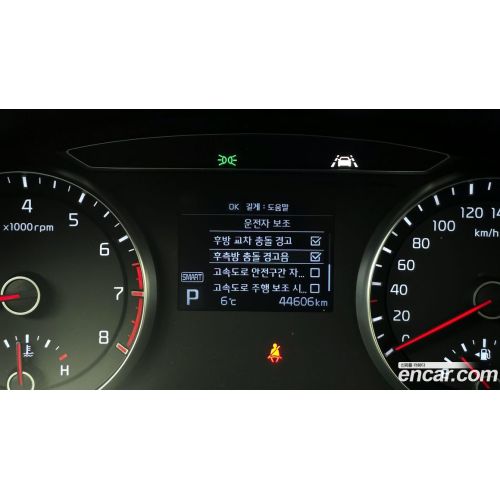 OK 길게 : 도움말
운전자 보조
후방 교차 충돌 경고
후측방 충돌 경고음
SMART 고속도로 안전구간 자...
고속도로 주행 보조 시...
P 6℃ 44606km
4 5 6 7 8
x1000rpm
H
0 20 40 60 80 100 120 14
km/h
encar.com